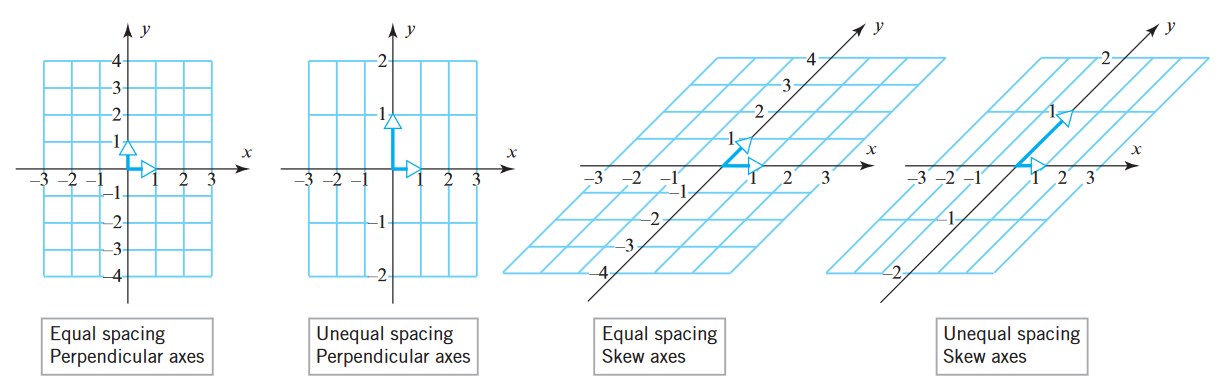 y
4
3
2
1
x
–3 –2 –1 1 2 3
–1
–2
–3
–4
Equal spacing
Perpendicular axes
y
2
1
x
–3 –2 –1 1 2 3
–1
–2
Unequal spacing
Perpendicular axes
y
4
3
2
1
x
–3 –2 –1 1 2 3
–1
–2
–3
–4
Equal spacing
Skew axes
y
2
1
x
–3 –2 –1 1 2 3
–1
–2
Unequal spacing
Skew axes